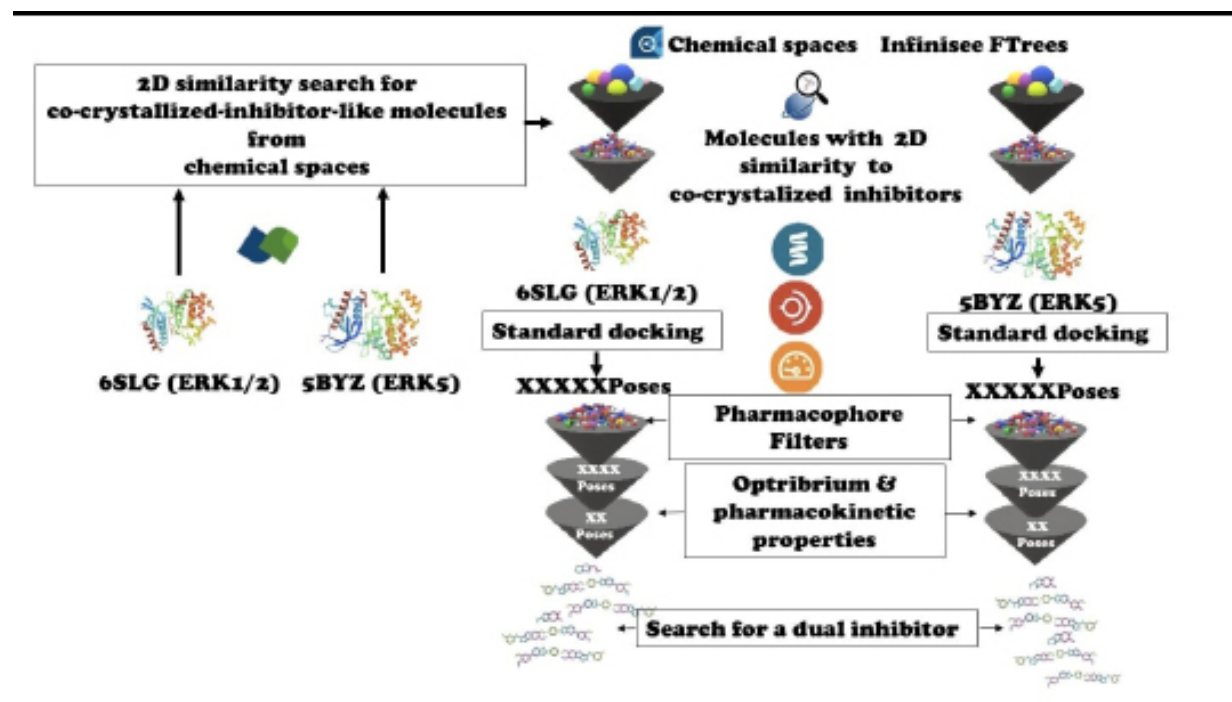 Chemical spaces Infinisee FTrees
2D similarity search for
co-crystallized-inhibitor-like molecules
from
chemical spaces
Molecules with 2D
similarity to
co-crystalized inhibitors
6SLG (ERK1/2)
5BYZ (ERK5)
6SLG (ERK1/2)
5BYZ (ERK5)
Standard docking
Standard docking
XXXXXPoses
XXXXXPoses
Pharmacophore
Filters
XXXX
Poses
XXXX
Poses
Optribrium &
pharmacokinetic
properties
XX
Poses
XX
Poses
Search for a dual inhibitor